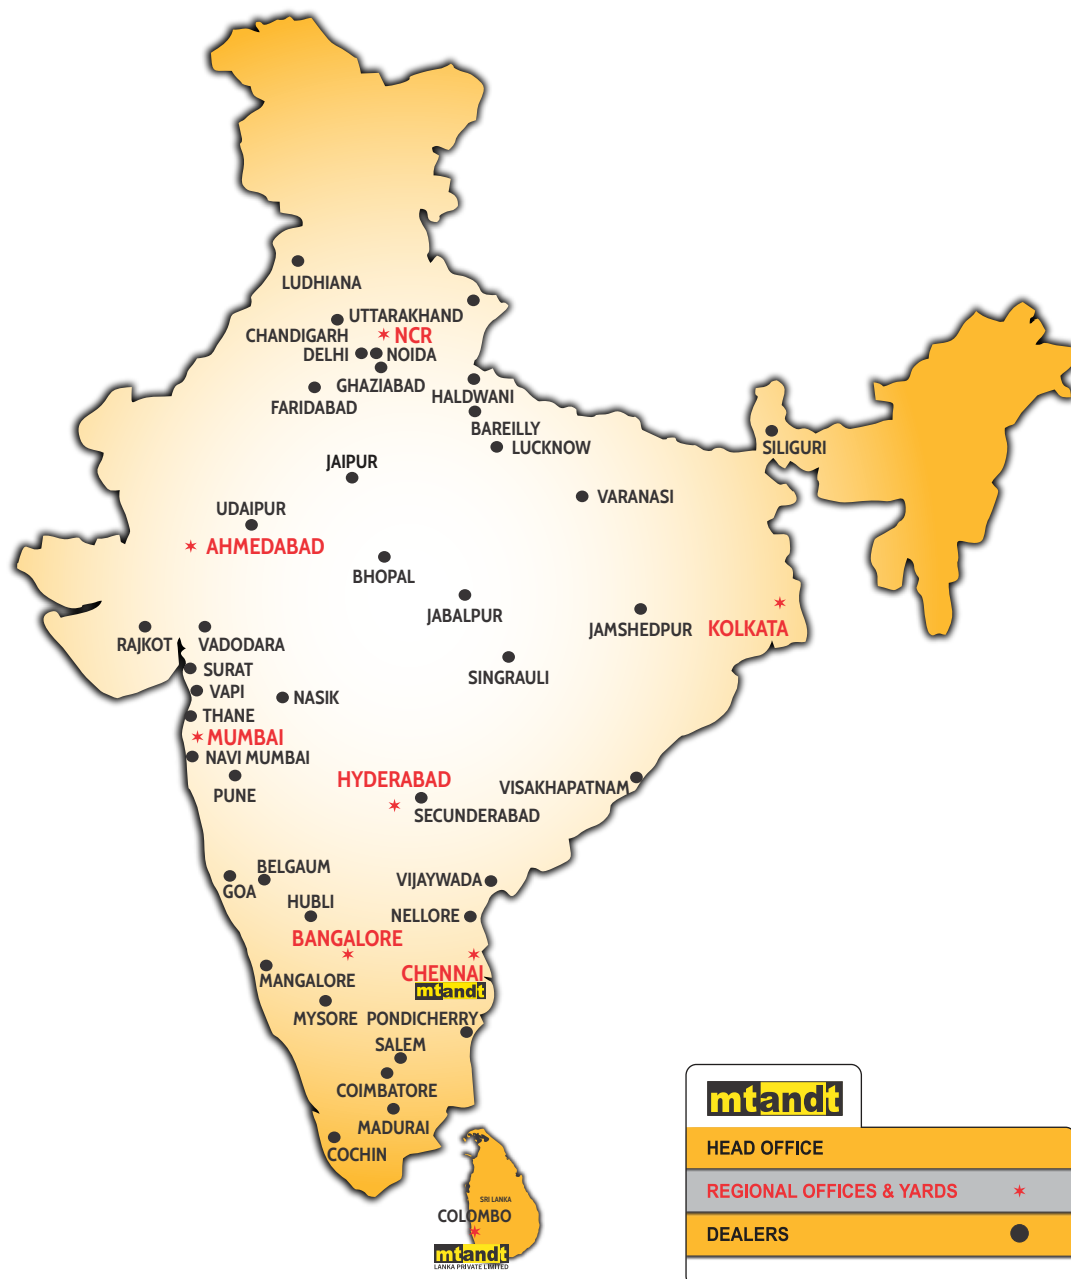 LUDHIANA
UTTARAKHAND
CHANDIGARH
NCR
DELHI
NOIDA
GHAZIABAD
HALDWANI
FARIDABAD
BAREILLY
LUCKNOW
SILIGURI
JAIPUR
VARANASI
UDAIPUR
AHMEDABAD
BHOPAL
JABALPUR
JAMSHEDPUR
KOLKATA
RAJKOT
VADODARA
SURAT
SINGRAULI
VAPI
NASIK
THANE
MUMBAI
NAVI MUMBAI
HYDERABAD
VISAKHAPATNAM
PUNE
SECUNDERABAD
BELGAUM
GOA
VIJAYWADA
HUBLI
NELLORE
BANGALORE
CHENNAI
MANGALORE
mtandt
MYSORE
PONDICHERRY
SALEM
COIMBATORE
MADURAI
COCHIN
SRI LANKA
COLOMBO
mtandt
LANKA PRIVATE LIMITED
mtandt
HEAD OFFICE
REGIONAL OFFICES & YARDS
DEALERS